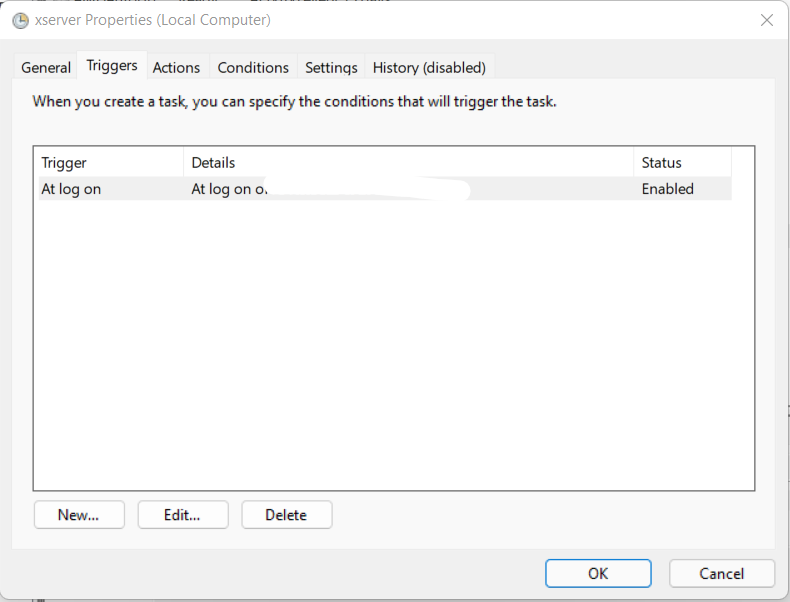 xserver Properties (Local Computer)
General Triggers Actions Conditions Settings History (disabled)
When you create a task, you can specify the conditions that will trigger the task.
Trigger Details Status
At log on At log on Enabled
New... Edit... Delete
OK Cancel